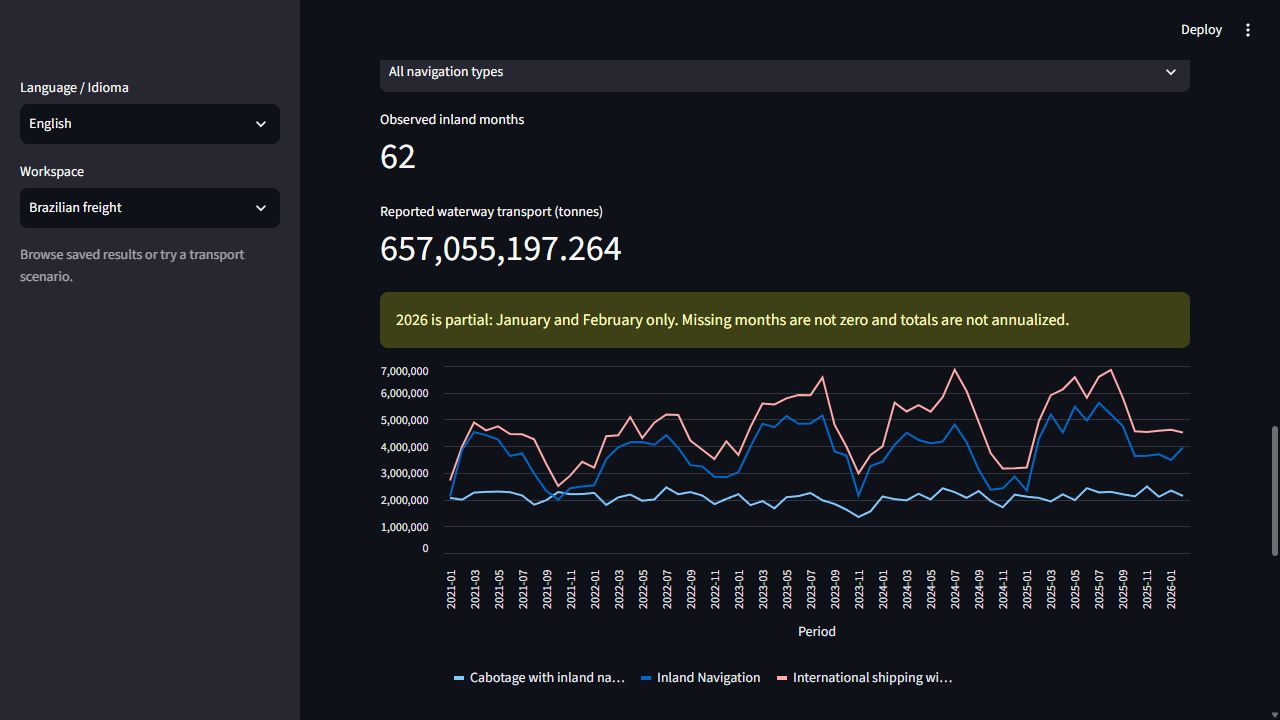 Deploy
Language / Idioma
English
Workspace
Brazilian freight
Browse saved results or try a transport
scenario.
All navigation types
Observed inland months
62
Reported waterway transport (tonnes)
657,055,197.264
2026 is partial: January and February only. Missing months are not zero and totals are not annualized.
7,000,000
6,000,000
5,000,000
4,000,000
3,000,000
2,000,000
1,000,000
0
2021-01
2021-03
2021-05
2021-07
2021-09
2021-11
2022-01
2022-03
2022-05
2022-07
2022-09
2022-11
2023-01
2023-03
2023-05
2023-07
2023-09
2023-11
2024-01
2024-03
2024-05
2024-07
2024-09
2024-11
2025-01
2025-03
2025-05
2025-07
2025-09
2025-11
2026-01
Period
Cabotage with inland na…
Inland Navigation
International shipping wi…